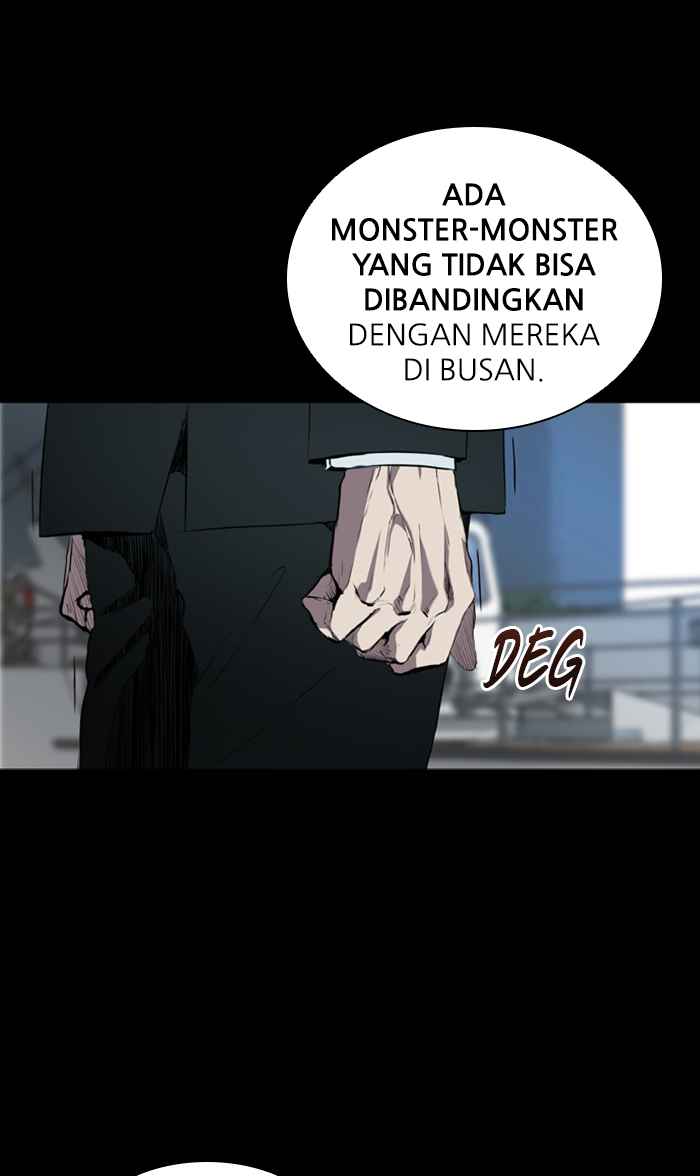 ADA
MONSTER-MONSTER
YANG TIDAK BISA
DIBANDINGKAN
DENGAN MEREKA
DI BUSAN.
DEG